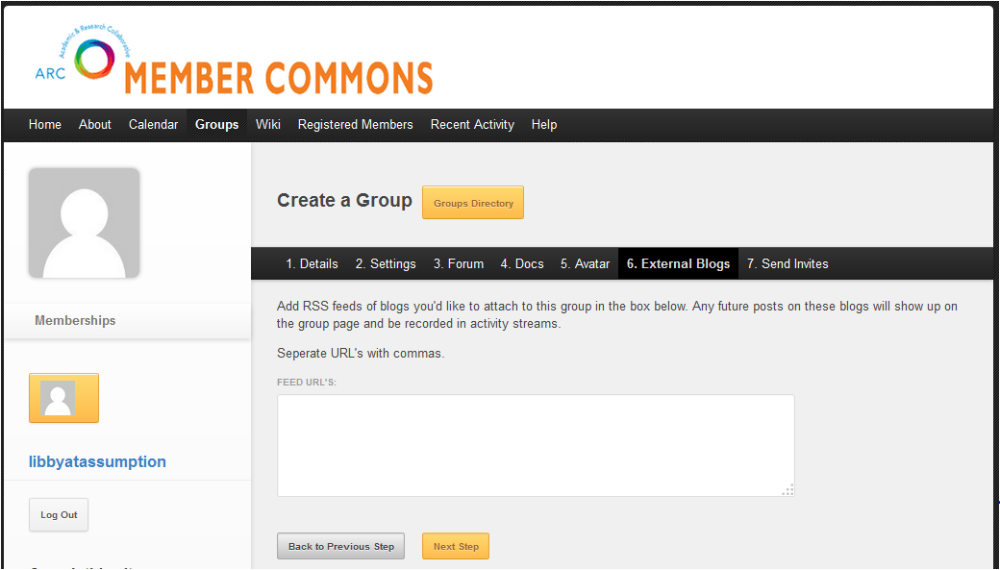 Academic & Research Collaborative
ARC
MEMBER COMMONS
Home About Calendar Groups Wiki Registered Members Recent Activity Help
Create a Group Groups Directory
1. Details 2. Settings 3. Forum 4. Docs 5. Avatar 6. External Blogs 7. Send Invites
Memberships
Add RSS feeds of blogs you'd like to attach to this group in the box below. Any future posts on these blogs will show up on
the group page and be recorded in activity streams.
Seperate URL's with commas.
FEED URL'S:
libbyatassumption
Log Out
Back to Previous Step Next Step